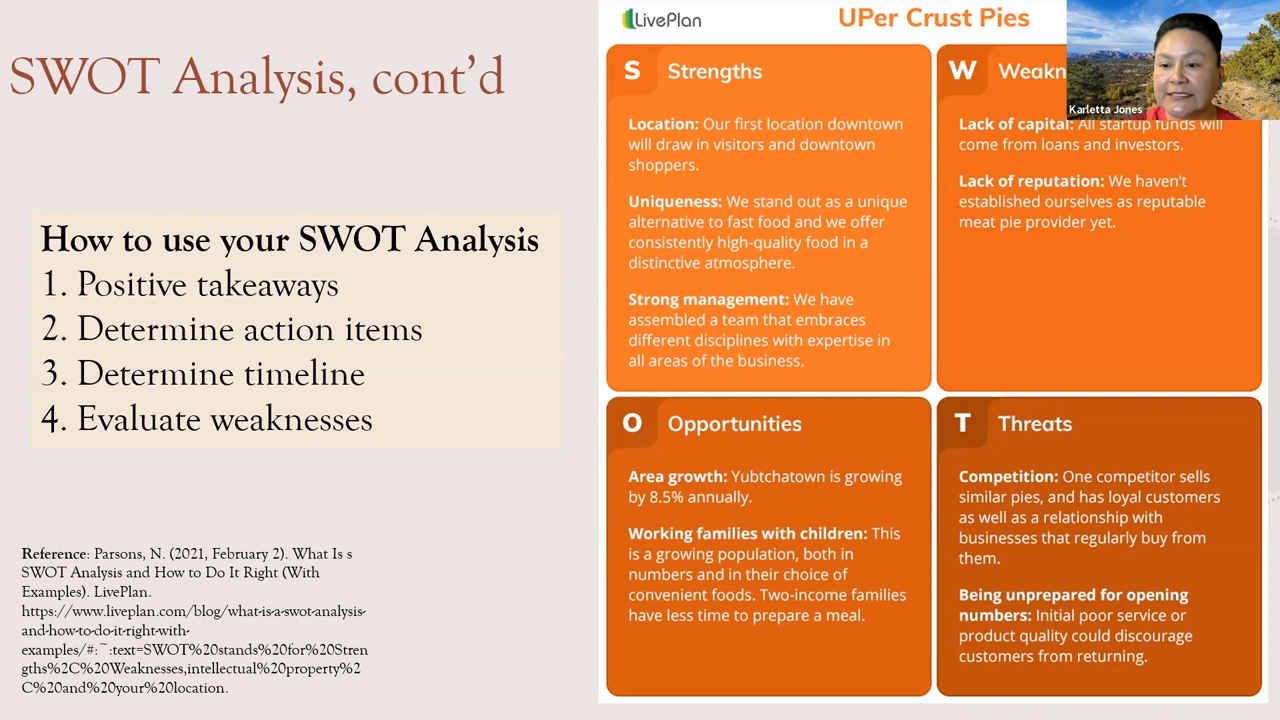 SWOT Analysis, cont’d
How to use your SWOT Analysis
1. Positive takeaways
2. Determine action items
3. Determine timeline
4. Evaluate weaknesses
Reference: Parsons, N. (2021, February 2). What Is s
SWOT Analysis and How to Do It Right (With
Examples). LivePlan.
https://www.liveplan.com/blog/what-is-a-swot-analysis-
and-how-to-do-it-right-with-
examples/#:~:text=SWOT%20stands%20for%20Stren
gths%2C%20Weaknesses,intellectual%20property%2
C%20and%20your%20location.
LivePlan
UPer Crust Pies
S Strengths
Location: Our first location downtown
will draw in visitors and downtown
shoppers.
Uniqueness: We stand out as a unique
alternative to fast food and we offer
consistently high-quality food in a
distinctive atmosphere.
Strong management: We have
assembled a team that embraces
different disciplines with expertise in
all areas of the business.
W Weakn
Karletta Jones
Lack of capital: All startup funds will
come from loans and investors.
Lack of reputation: We haven’t
established ourselves as reputable
meat pie provider yet.
O Opportunities
Area growth: Yubtchatown is growing
by 8.5% annually.
Working families with children: This
is a growing population, both in
numbers and in their choice of
convenient foods. Two-income families
have less time to prepare a meal.
T Threats
Competition: One competitor sells
similar pies, and has loyal customers
as well as a relationship with
businesses that regularly buy from
them.
Being unprepared for opening
numbers: Initial poor service or
product quality could discourage
customers from returning.